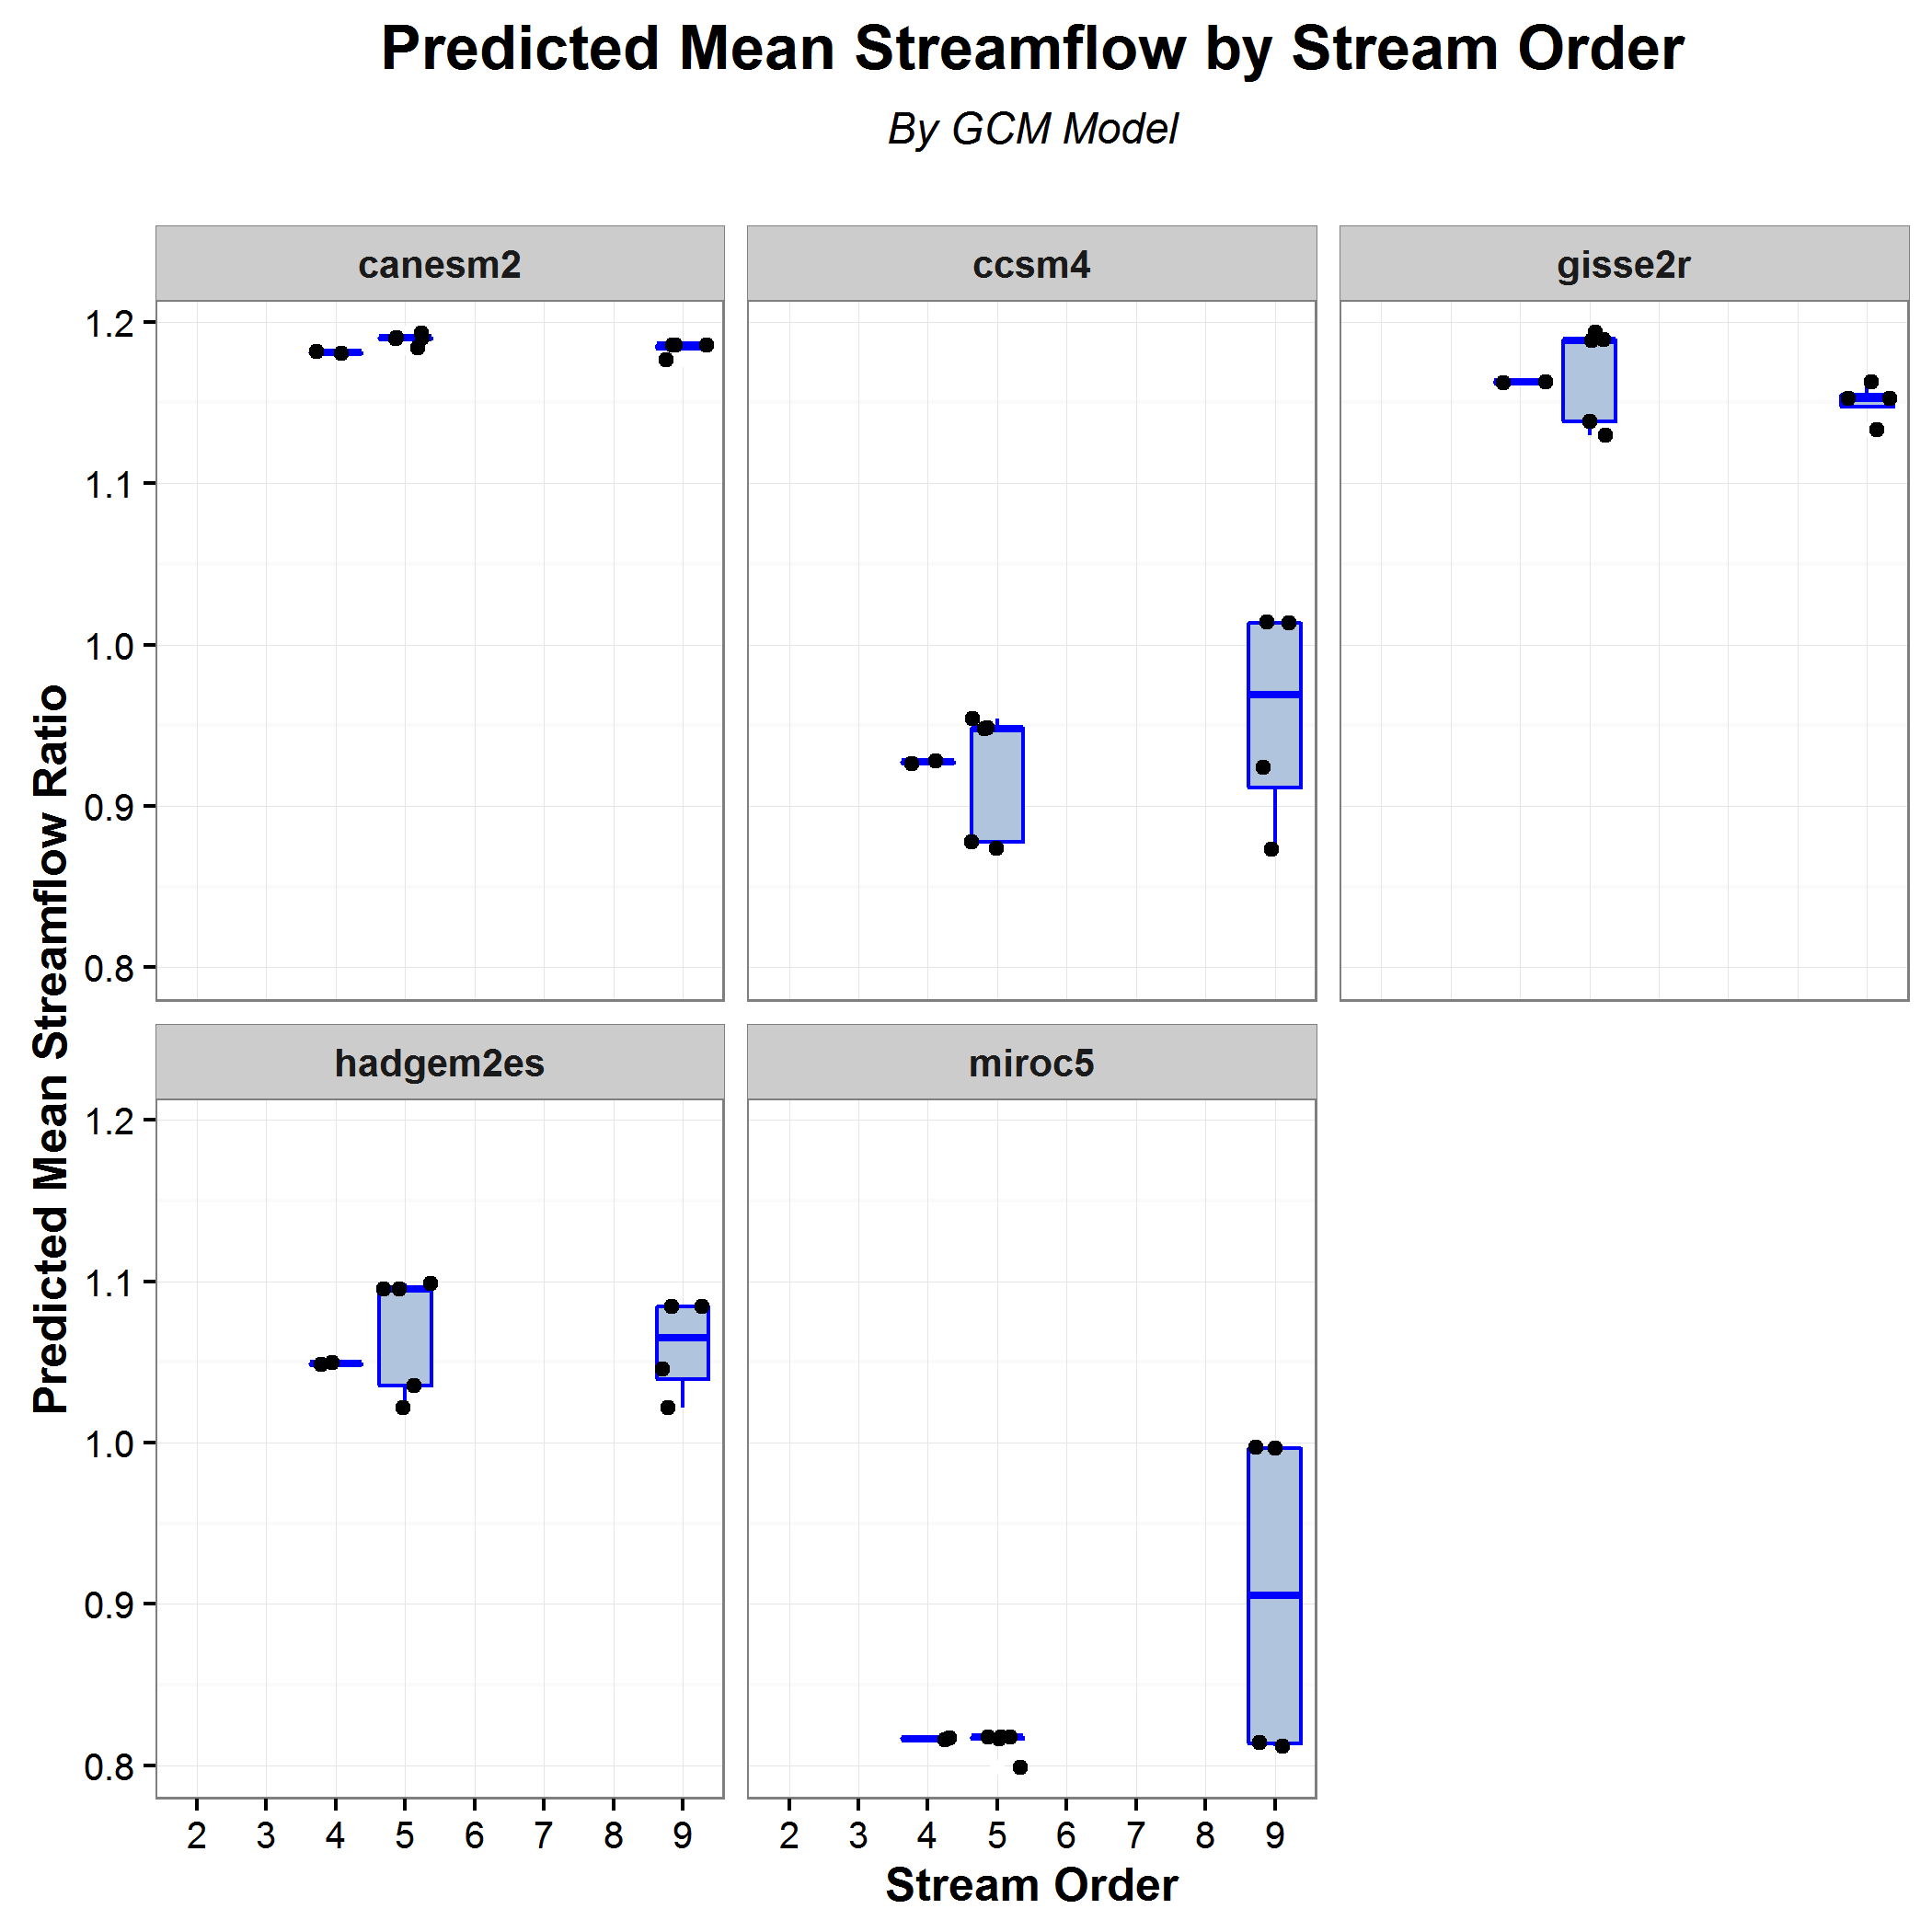 Predicted Mean Streamflow by Stream Order
By GCM Model
canesm2
ccsm4
gisse2r
1.2
1.1
1.0
0.9
0.8
Predicted Mean Streamflow Ratio
hadgem2es
miroc5
1.2
1.1
1.0
0.9
0.8
2 3 4 5 6 7 8 9
2 3 4 5 6 7 8 9
Stream Order